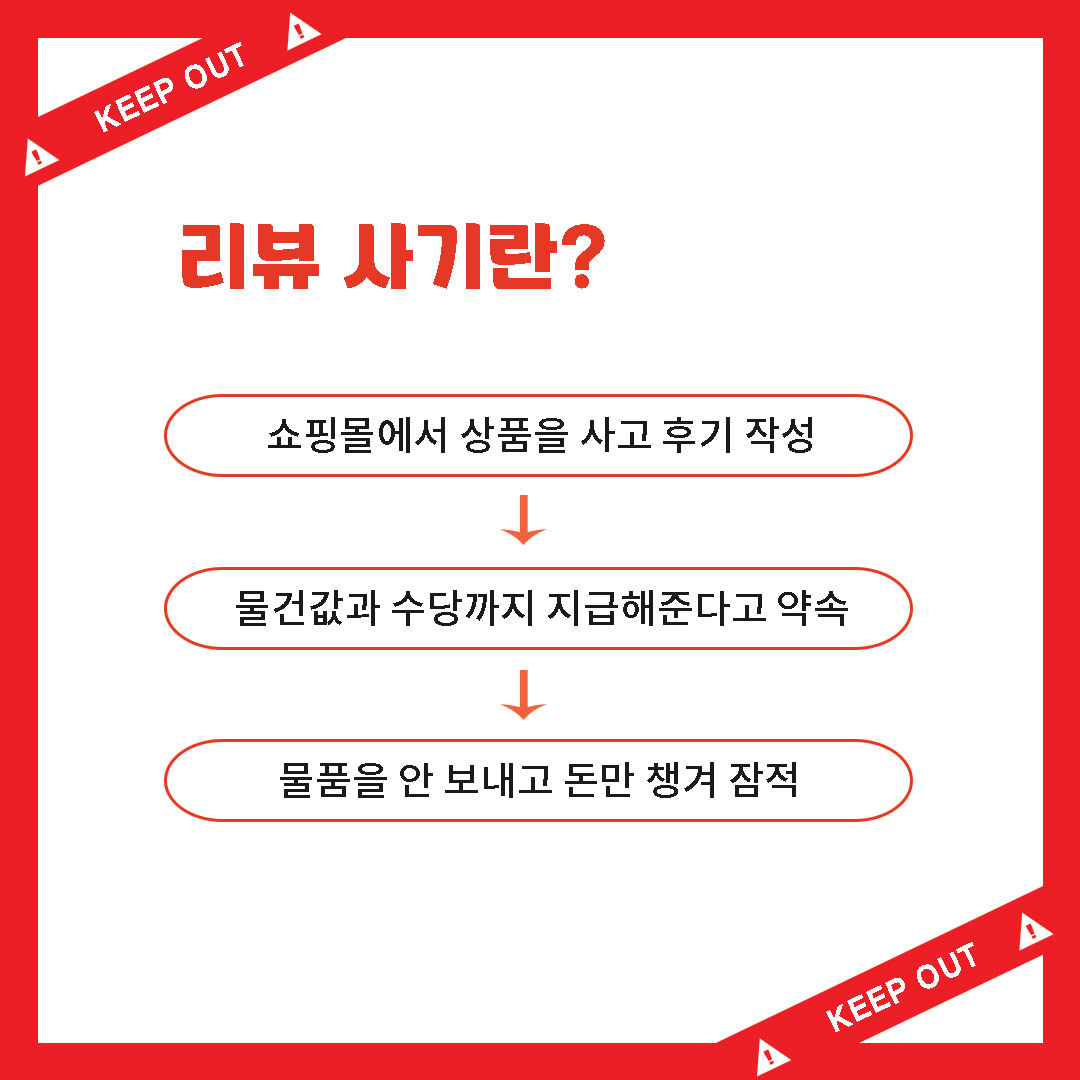 KEEP OUT
리뷰 사기란?
쇼핑몰에서 상품을 사고 후기 작성
물건값과 수당까지 지급해준다고 약속
물품을 안 보내고 돈만 챙겨 잠적
KEEP OUT